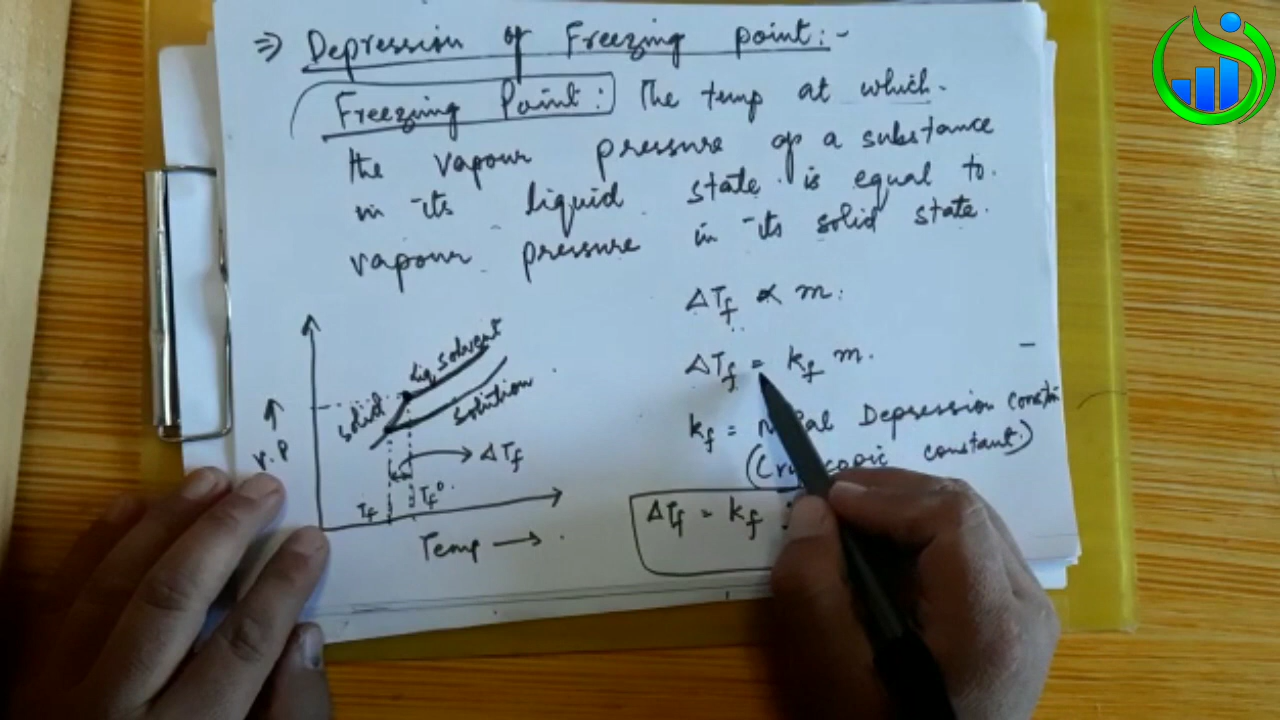 ⇒ Depression of Freezing point:-
Freezing Point: The temp at which.
the vapour pressure of a substance
in its liquid state is equal to.
vapour pressure in its solid state.
ΔTf ∝ m.
ΔTf = kf m.
kf = Depression
constant.)
ΔTf = kf
solid
Liq solvent
solution
V.P
ΔTf
Tf
Tf°
Temp →